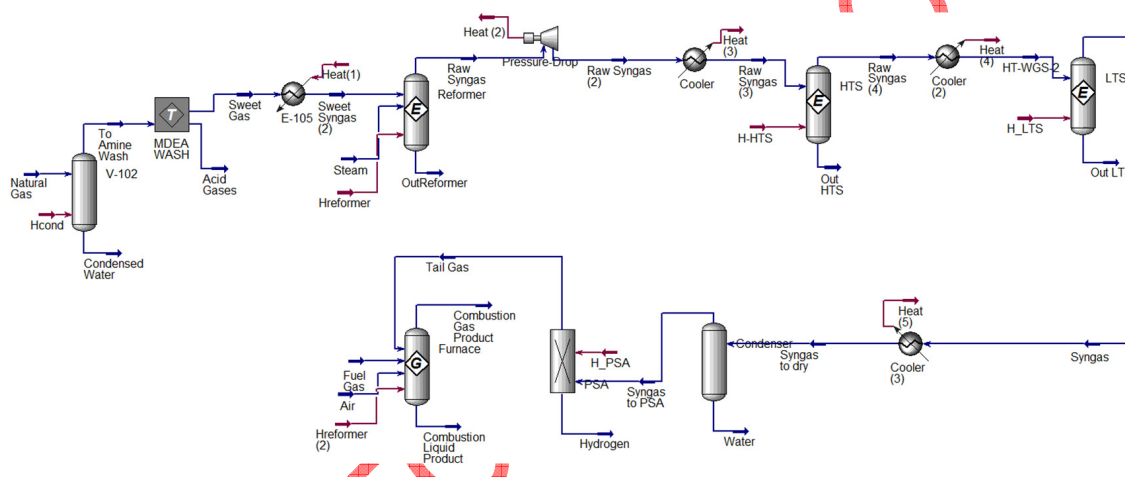 Heat (2)
Pressure-Drop
Heat(1)
E-105
Sweet
Gas
Sweet
Syngas
(2)
T
MDEA
WASH
To
Amine
Wash
V-102
Acid
Gases
Natural
Gas
Hcond
Condensed
Water
Raw
Syngas
Reformer
E
Steam
Hreformer
OutReformer
Raw Syngas
(2)
Heat
(3)
Cooler
Raw
Syngas
(3)
HTS
E
H-HTS
Out
HTS
Raw
Syngas
(4)
Heat
(4)
Cooler
(2)
HT-WGS-2
LTS
E
H_LTS
Out LT
Tail Gas
Combustion
Gas
Product
Furnace
G
Fuel
Gas
Air
Hreformer
(2)
Combustion
Liquid
Product
H_PSA
PSA
Hydrogen
Syngas
to PSA
Condenser
Water
Syngas
to dry
Heat
(5)
Cooler
(3)
Syngas